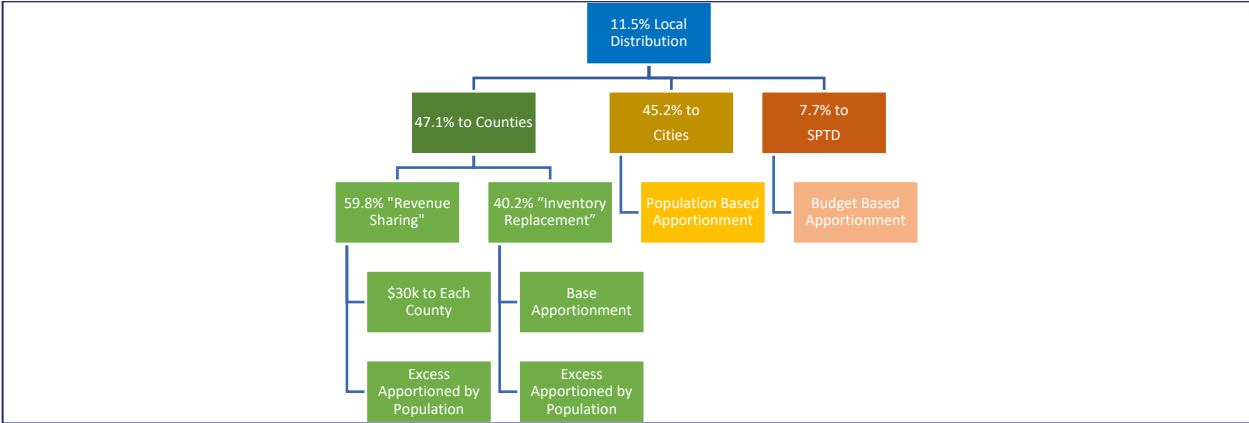 11.5% Local
Distribution
47.1% to Counties
45.2% to
Cities
7.7% to
SPTD
59.8% "Revenue
Sharing"
40.2% “Inventory
Replacement”
Population Based
Apportionment
Budget Based
Apportionment
$30k to Each
County
Base
Apportionment
Excess
Apportioned by
Population
Excess
Apportioned by
Population